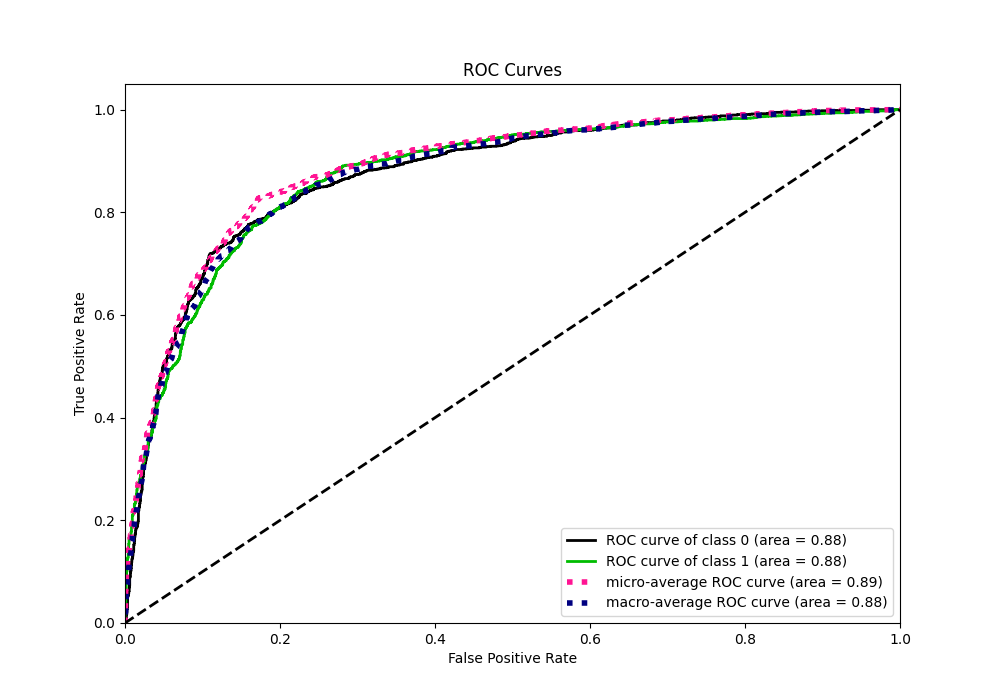 ROC Curves
True Positive Rate
1.0
0.8
0.6
0.4
0.2
0.0
0.0 0.2 0.4 0.6 0.8 1.0
False Positive Rate
ROC curve of class 0 (area = 0.88)
ROC curve of class 1 (area = 0.88)
micro-average ROC curve (area = 0.89)
macro-average ROC curve (area = 0.88)